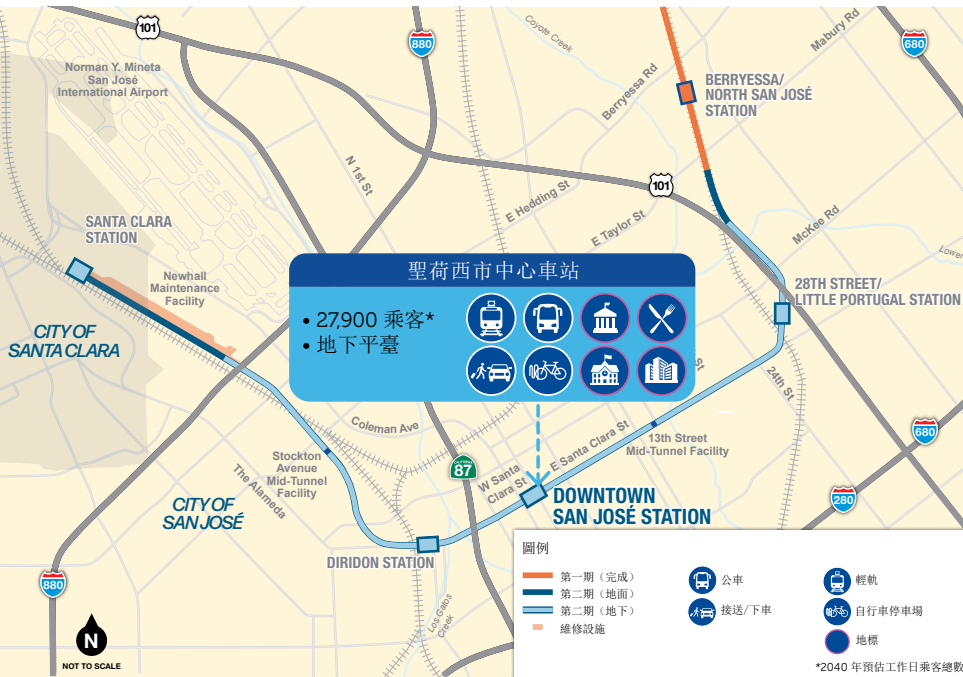 101
880
Coyote Creek
Mabury Rd
680
Norman Y. Mineta
San José
International Airport
Berryessa Rd
BERRYESSA/
NORTH SAN JOSÉ
STATION
N 1st St
101
E Hedding St
E Taylor St
McKee Rd
Lower
SANTA CLARA
STATION
Newhall
Maintenance
Facility
聖荷西市中心車站
• 27,900 乘客*
• 地下平臺
28TH STREET/
LITTLE PORTUGAL STATION
CITY OF
SANTA CLARA
St
24th St
Coleman Ave
E Santa Clara St
13th Street
Mid-Tunnel Facility
680
Stockton
Avenue
Mid-Tunnel
Facility
The Alameda
CALIFORNIA
87
W Santa
Clara St
280
CITY OF
SAN JOSÉ
DOWNTOWN
SAN JOSÉ STATION
DIRIDON STATION
880
Los Gatos
Creek
N
NOT TO SCALE
圖例
第一期（完成）
第二期（地面）
第二期（地下）
維修設施
公車
接送/下車
輕軌
自行車停車場
地標
*2040 年預估工作日乘客總數